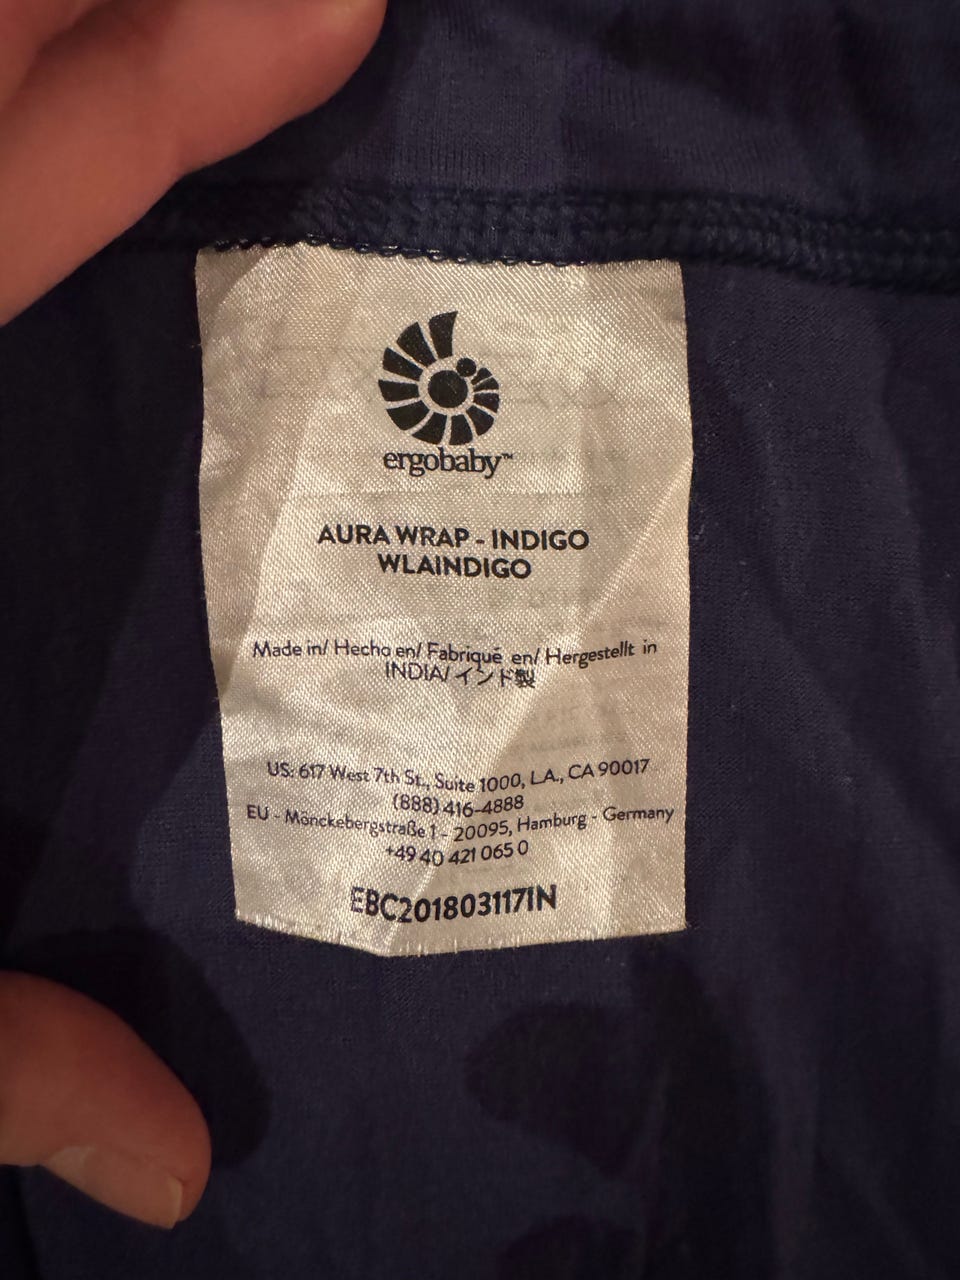 ergobaby™
AURA WRAP - INDIGO
WLAINDIGO
Made in/ Hecho en/ Fabriqué en/ Hergestellt in
INDIA/インド製
US: 617 West 7th St., Suite 1000, L.A., CA 90017
(888) 416-4888
EU - Mönckebergstraße 1 - 20095, Hamburg - Germany
+49 40 421 065 0
EBC201803117IN